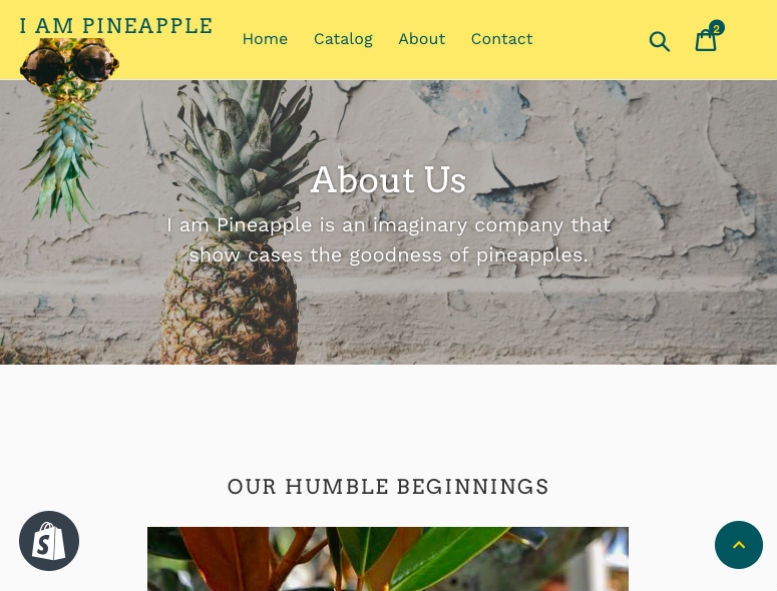 I AM PINEAPPLE
Home Catalog About Contact
2
About Us
I am Pineapple is an imaginary company that
show cases the goodness of pineapples.
OUR HUMBLE BEGINNINGS